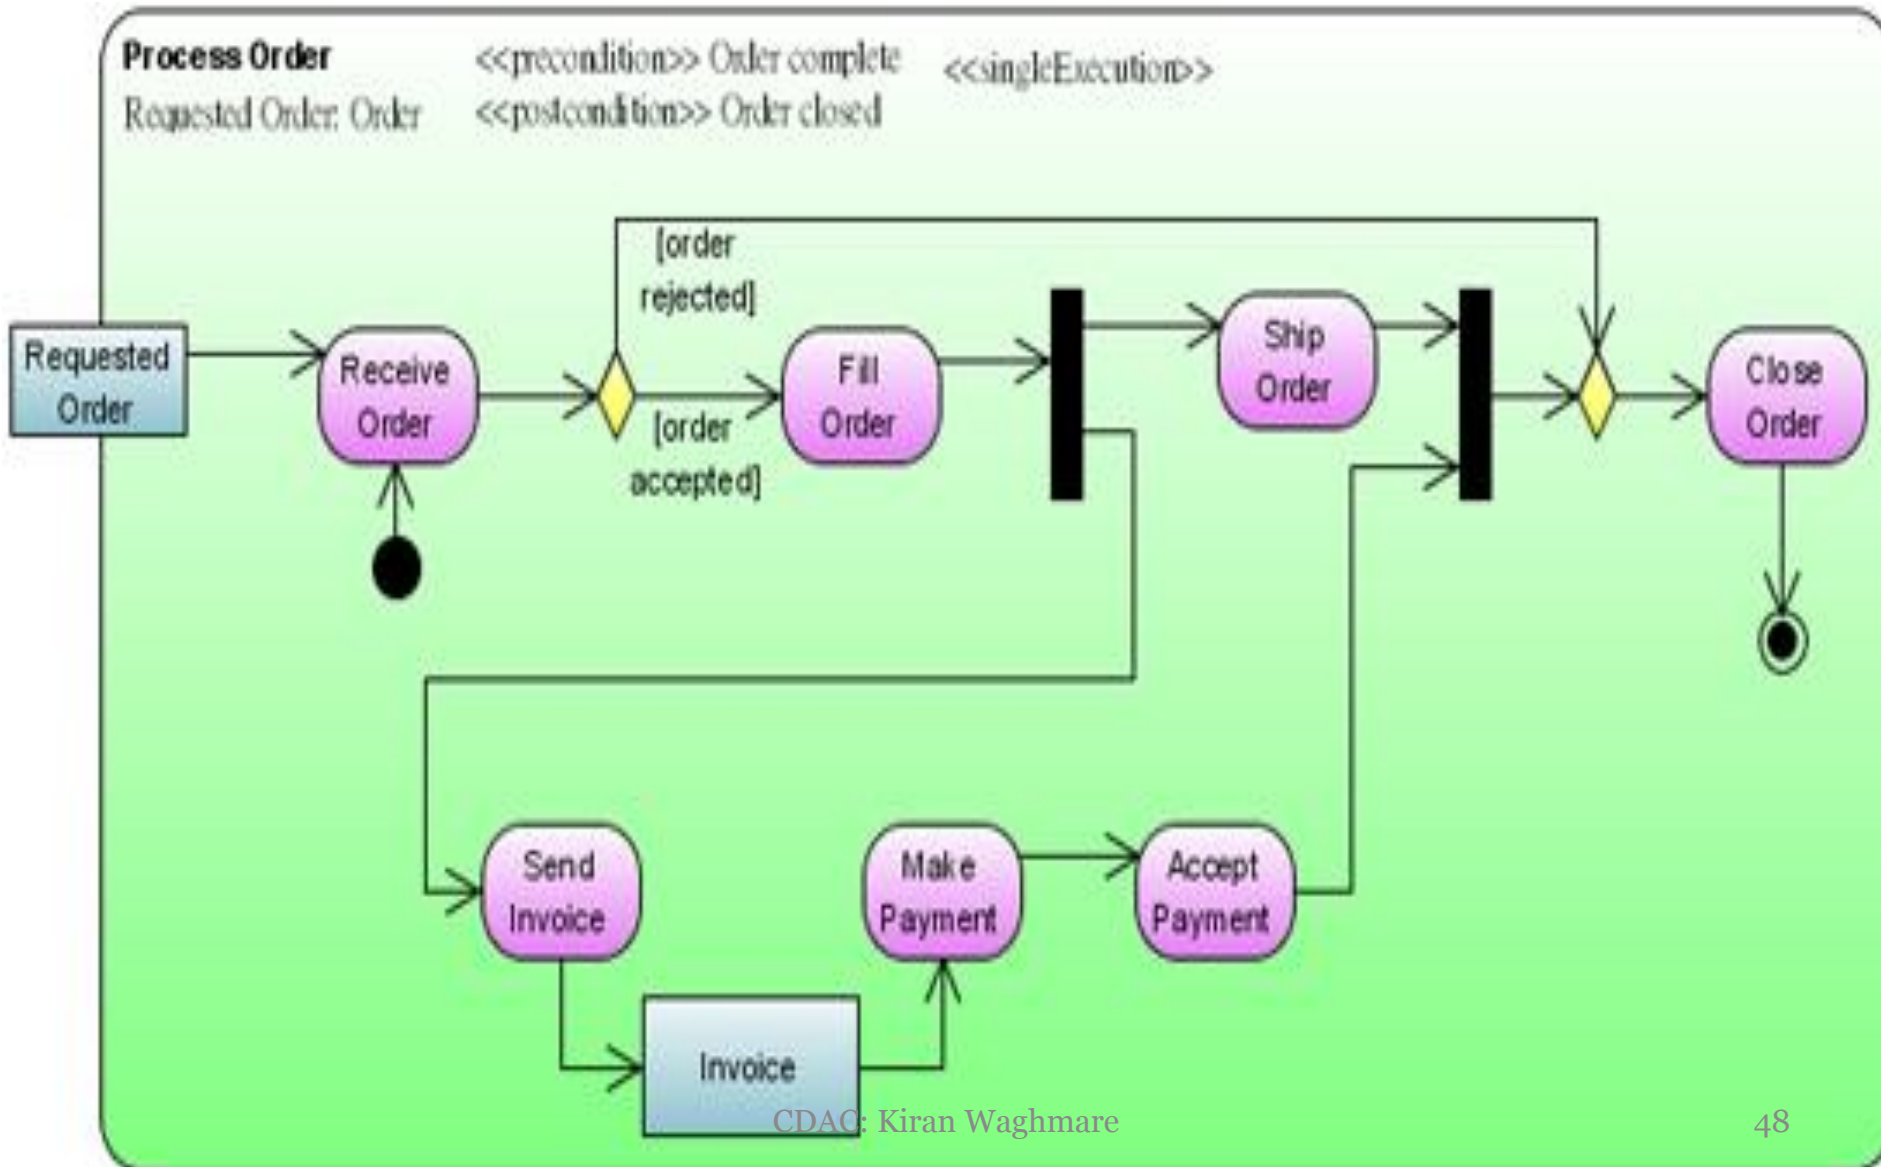 Process Order
<<precondition>> Order complete
<<singleExecution>>
Requested Order: Order
<<postcondition>> Order closed
[order
rejected]
Requested
Order
Receive
Order
[order
accepted]
Fill
Order
Ship
Order
Close
Order
Send
Invoice
Make
Payment
Accept
Payment
Invoice
CDAC: Kiran Waghmare
48